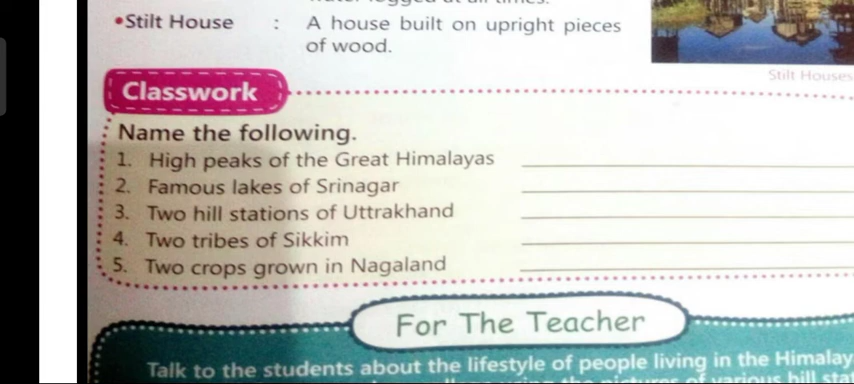 •Stilt House : A house built on upright pieces
of wood.
Stilt Houses
Classwork
Name the following.
1. High peaks of the Great Himalayas
2. Famous lakes of Srinagar
3. Two hill stations of Uttrakhand
4. Two tribes of Sikkim
5. Two crops grown in Nagaland
For The Teacher
Talk to the students about the lifestyle of people living in the Himalay